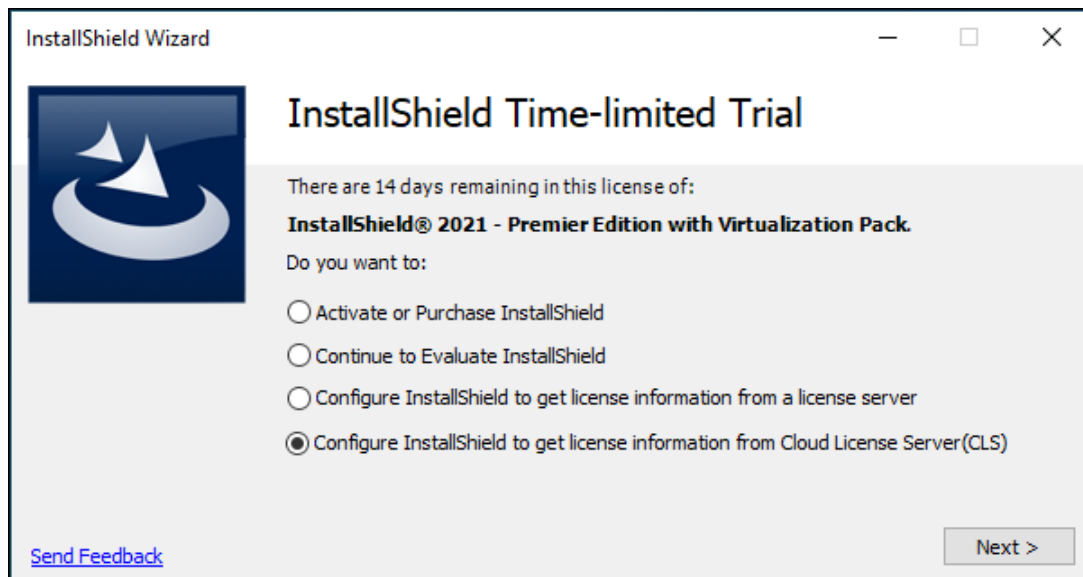 InstallShield Wizard
InstallShield Time-limited Trial
There are 14 days remaining in this license of:
InstallShield® 2021 - Premier Edition with Virtualization Pack.
Do you want to:
Activate or Purchase InstallShield
Continue to Evaluate InstallShield
Configure InstallShield to get license information from a license server
Configure InstallShield to get license information from Cloud License Server(CLS)
Send Feedback
Next >